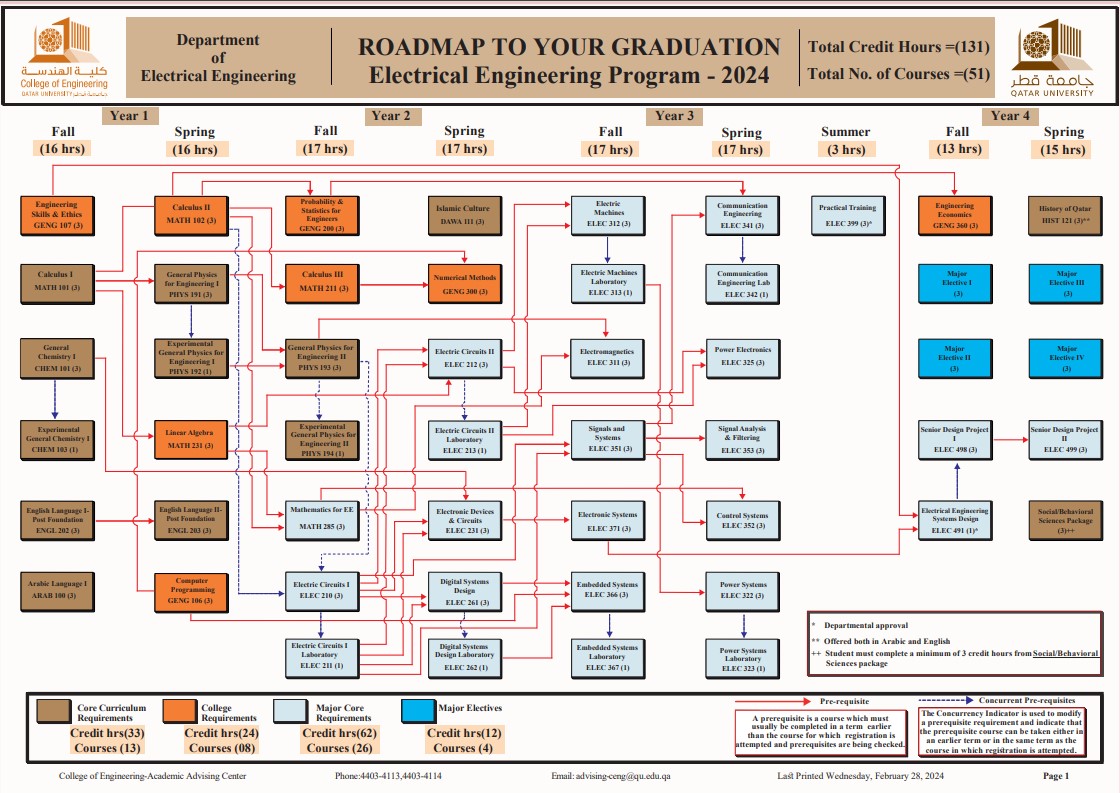 كلية الهندسة
College of Engineering
QATAR UNIVERSITY جامعة قطر
Department
of
Electrical Engineering
ROADMAP TO YOUR GRADUATION
Electrical Engineering Program - 2024
Total Credit Hours =(131)
Total No. of Courses =(51)
جامعة قطر
QATAR UNIVERSITY
Year 1
Year 2
Year 3
Year 4
Fall
(16 hrs)
Spring
(16 hrs)
Fall
(17 hrs)
Spring
(17 hrs)
Fall
(17 hrs)
Spring
(17 hrs)
Summer
(3 hrs)
Fall
(13 hrs)
Spring
(15 hrs)
Engineering
Skills & Ethics
GENG 107 (3)
Calculus II
MATH 102 (3)
Probability &
Statistics for
Engineers
GENG 200 (3)
Islamic Culture
DAWA 111 (3)
Electric
Machines
ELEC 312 (3)
Communication
Engineering
ELEC 341 (3)
Practical Training
ELEC 399 (3)*
Engineering
Economics
GENG 360 (3)
History of Qatar
HIST 121 (3)**
Calculus I
MATH 101 (3)
General Physics
for Engineering I
PHYS 191 (3)
Calculus III
MATH 211 (3)
Numerical Methods
GENG 300 (3)
Electric Machines
Laboratory
ELEC 313 (1)
Communication
Engineering Lab
ELEC 342 (1)
Major
Elective I
(3)
Major
Elective III
(3)
General
Chemistry I
CHEM 101 (3)
Experimental
General Physics for
Engineering I
PHYS 192 (1)
General Physics for
Engineering II
PHYS 193 (3)
Electric Circuits II
ELEC 212 (3)
Electromagnetics
ELEC 311 (3)
Power Electronics
ELEC 325 (3)
Major
Elective II
(3)
Major
Elective IV
(3)
Experimental
General Chemistry I
CHEM 103 (1)
Linear Algebra
MATH 231 (3)
Experimental
General Physics for
Engineering II
PHYS 194 (1)
Electric Circuits II
Laboratory
ELEC 213 (1)
Signals and
Systems
ELEC 351 (3)
Signal Analysis
& Filtering
ELEC 353 (3)
Senior Design Project
I
ELEC 498 (3)
Senior Design Project
II
ELEC 499 (3)
English Language I-
Post Foundation
ENGL 202 (3)
English Language II-
Post Foundation
ENGL 203 (3)
Mathematics for EE
MATH 285 (3)
Electronic Devices
& Circuits
ELEC 231 (3)
Electronic Systems
ELEC 371 (3)
Control Systems
ELEC 352 (3)
Electrical Engineering
Systems Design
ELEC 491 (1)*
Social/Behavioral
Sciences Package
(3)++
Arabic Language I
ARAB 100 (3)
Computer
Programming
GENG 106 (3)
Electric Circuits I
ELEC 210 (3)
Digital Systems
Design
ELEC 261 (3)
Embedded Systems
ELEC 366 (3)
Power Systems
ELEC 322 (3)
Electric Circuits I
Laboratory
ELEC 211 (1)
Digital Systems
Design Laboratory
ELEC 262 (1)
Embedded Systems
Laboratory
ELEC 367 (1)
Power Systems
Laboratory
ELEC 323 (1)
* Departmental approval
** Offered both in Arabic and English
++ Student must complete a minimum of 3 credit hours from Social/Behavioral
Sciences package
Core Curriculum
Requirements
Credit hrs(33)
Courses (13)
College
Requirements
Credit hrs(24)
Courses (08)
Major Core
Requirements
Credit hrs(62)
Courses (26)
Major Electives
Credit hrs(12)
Courses (4)
Pre-requisite
A prerequisite is a course which must
usually be completed in a term earlier
than the course for which registration is
attempted and prerequisites are being checked.
Concurrent Pre-requisites
The Concurrency Indicator is used to modify
a prerequisite requirement and indicate that
the prerequisite course can be taken either in
an earlier term or in the same term as the
course in which registration is attempted.
College of Engineering-Academic Advising Center
Phone:4403-4113,4403-4114
Email: advising-ceng@qu.edu.qa
Last Printed Wednesday, February 28, 2024
Page 1